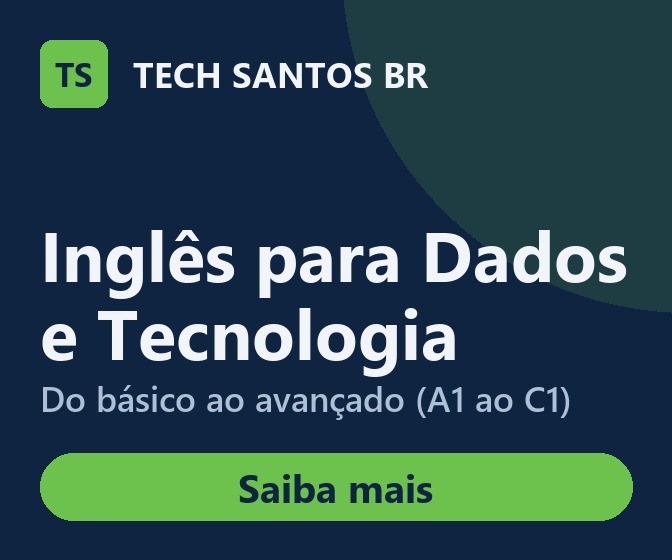 TS
TECH SANTOS BR
Inglês para Dados
e Tecnologia
Do básico ao avançado (A1 ao C1)
Saiba mais